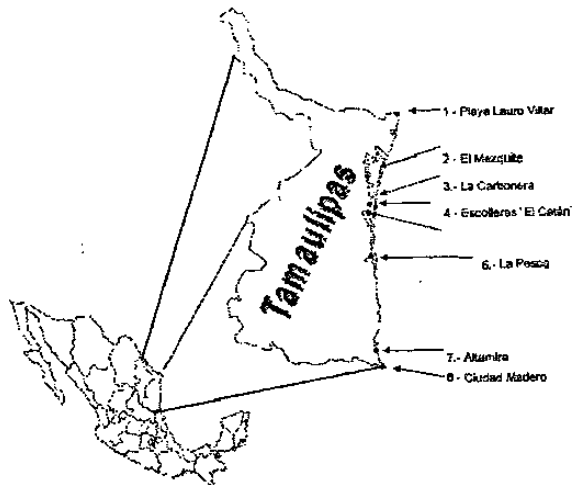 1.- Playa Lauro Villar
2.- El Mezquite
3.- La Carbonera
4.- Escolleras "El Catán"
6.- La Pesca
7.- Altamira
8.- Ciudad Madero
Tamaulipas